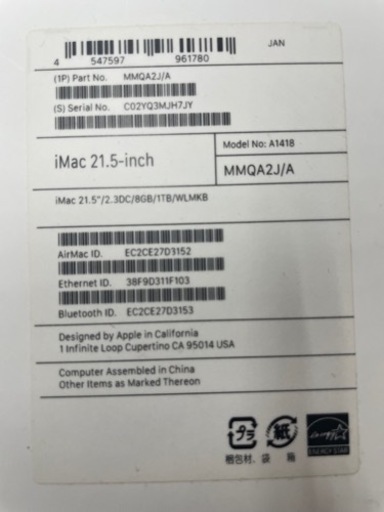 JAN
4 547597 961780
(1P) Part No. MMQA2J/A
(S) Serial No. C02YQ3MJH7JY
iMac 21.5-inch
Model No: A1418
MMQA2J/A
iMac 21.5"/2.3DC/8GB/1TB/WLMKB
AirMac ID. EC2CE27D3152
Ethernet ID. 38F9D311F103
Bluetooth ID. EC2CE27D3153
Designed by Apple in California
1 Infinite Loop Cupertino CA 95014 USA
Computer Assembled in China
Other Items as Marked Thereon
プラ 紙
梱包材, 袋 箱
ENERGY STAR